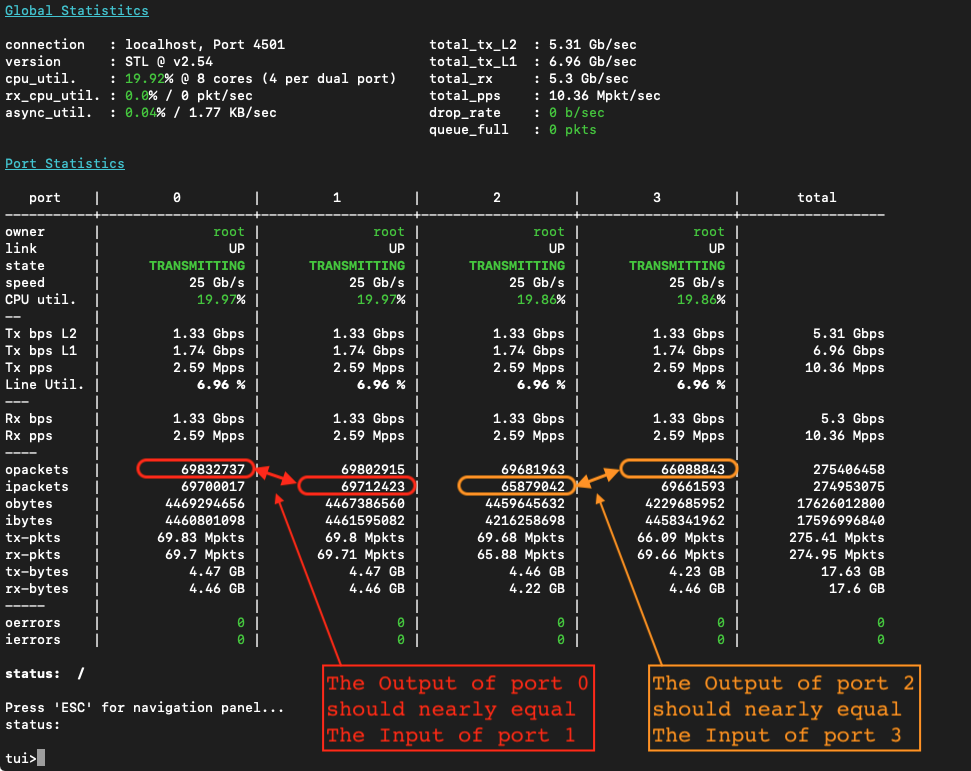 Global Statistitcs
connection   : localhost, Port 4501                  total_tx_L2  : 5.31 Gb/sec
version      : STL @ v2.54                           total_tx_L1  : 6.96 Gb/sec
cpu_util.    : 19.92% @ 8 cores (4 per dual port)    total_rx     : 5.3 Gb/sec
rx_cpu_util. : 0.0% / 0 pkt/sec                      total_pps    : 10.36 Mpkt/sec
async_util.  : 0.04% / 1.77 KB/sec                   drop_rate    : 0 b/sec
queue_full   : 0 pkts
Port Statistics
port | 0 | 1 | 2 | 3 | total
owner | root | root | root | root |
link | UP | UP | UP | UP |
state | TRANSMITTING | TRANSMITTING | TRANSMITTING | TRANSMITTING |
speed | 25 Gb/s | 25 Gb/s | 25 Gb/s | 25 Gb/s |
CPU util. | 19.97% | 19.97% | 19.86% | 19.86% |
-- | | | | |
Tx bps L2 | 1.33 Gbps | 1.33 Gbps | 1.33 Gbps | 1.33 Gbps | 5.31 Gbps
Tx bps L1 | 1.74 Gbps | 1.74 Gbps | 1.74 Gbps | 1.74 Gbps | 6.96 Gbps
Tx pps | 2.59 Mpps | 2.59 Mpps | 2.59 Mpps | 2.59 Mpps | 10.36 Mpps
Line Util. | 6.96 % | 6.96 % | 6.96 % | 6.96 % |
--- | | | | |
Rx bps | 1.33 Gbps | 1.33 Gbps | 1.33 Gbps | 1.33 Gbps | 5.3 Gbps
Rx pps | 2.59 Mpps | 2.59 Mpps | 2.59 Mpps | 2.59 Mpps | 10.36 Mpps
---- | | | | |
opackets | 69832737 | 69802915 | 69681963 | 66088843 | 275406458
ipackets | 69700017 | 69712423 | 65879042 | 69661593 | 274953075
obytes | 4469294656 | 4467386560 | 4459645632 | 4229685952 | 17626012800
ibytes | 4460801098 | 4461595082 | 4216258698 | 4458341962 | 17596996840
tx-pkts | 69.83 Mpkts | 69.8 Mpkts | 69.68 Mpkts | 66.09 Mpkts | 275.41 Mpkts
rx-pkts | 69.7 Mpkts | 69.71 Mpkts | 65.88 Mpkts | 69.66 Mpkts | 274.95 Mpkts
tx-bytes | 4.47 GB | 4.47 GB | 4.46 GB | 4.23 GB | 17.63 GB
rx-bytes | 4.46 GB | 4.46 GB | 4.22 GB | 4.46 GB | 17.6 GB
----- | | | | |
oerrors | 0 | 0 | 0 | 0 | 0
ierrors | 0 | 0 | 0 | 0 | 0
status:  /
Press 'ESC' for navigation panel...
status:
tui>
The Output of port 0
should nearly equal
The Input of port 1
The Output of port 2
should nearly equal
The Input of port 3